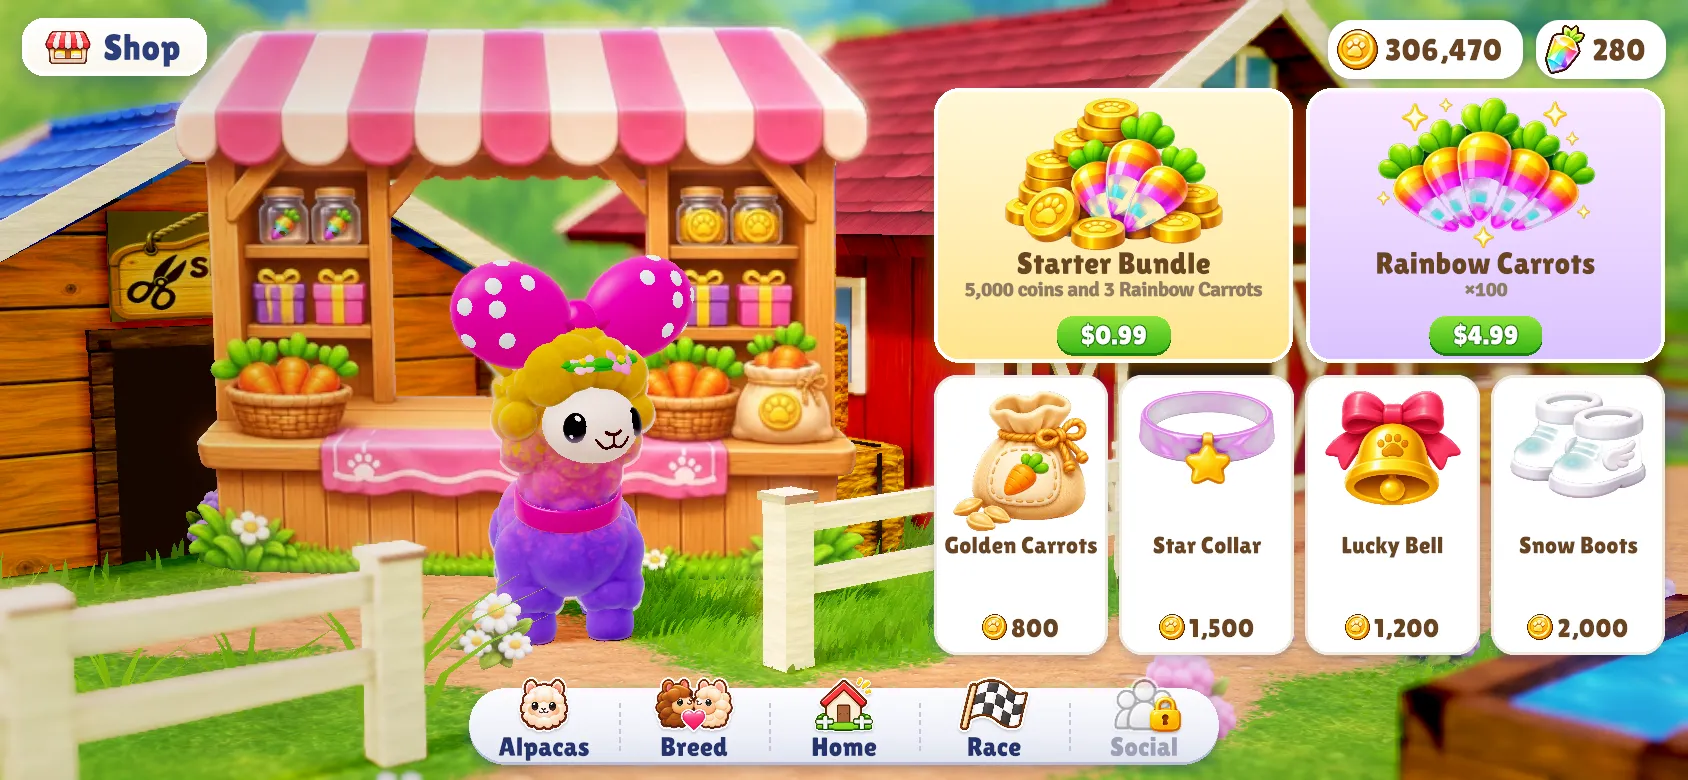 Shop
306,470
280
Starter Bundle
5,000 coins and 3 Rainbow Carrots
$0.99
Rainbow Carrots
×100
$4.99
Golden Carrots
800
Star Collar
1,500
Lucky Bell
1,200
Snow Boots
2,000
Alpacas
Breed
Home
Race
Social